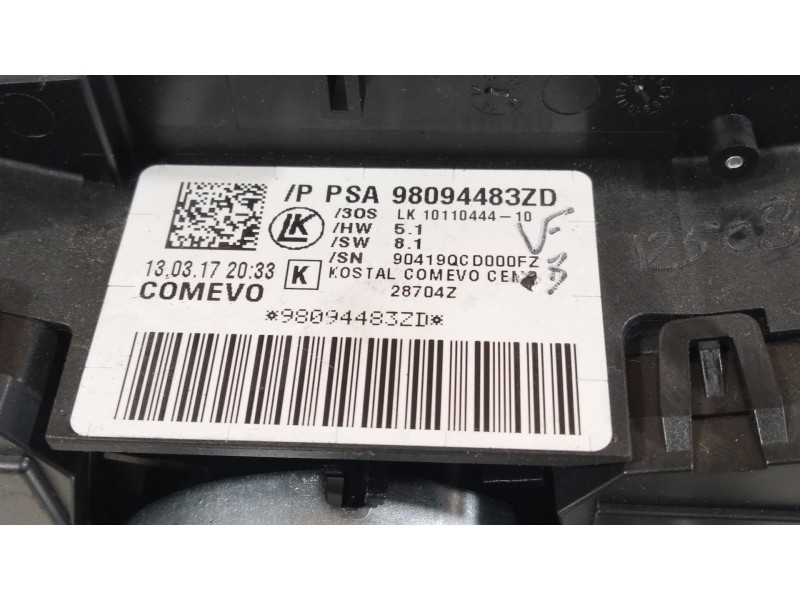 /P PSA 98094483ZD
/3OS LK 10110444-10
LK
/HW 5.1
/SW 8.1
/SN 90419QCD000FZ
13.03.17 20:33 K KOSTAL COMEVO
COMEVO 28704Z
*98094483ZD*